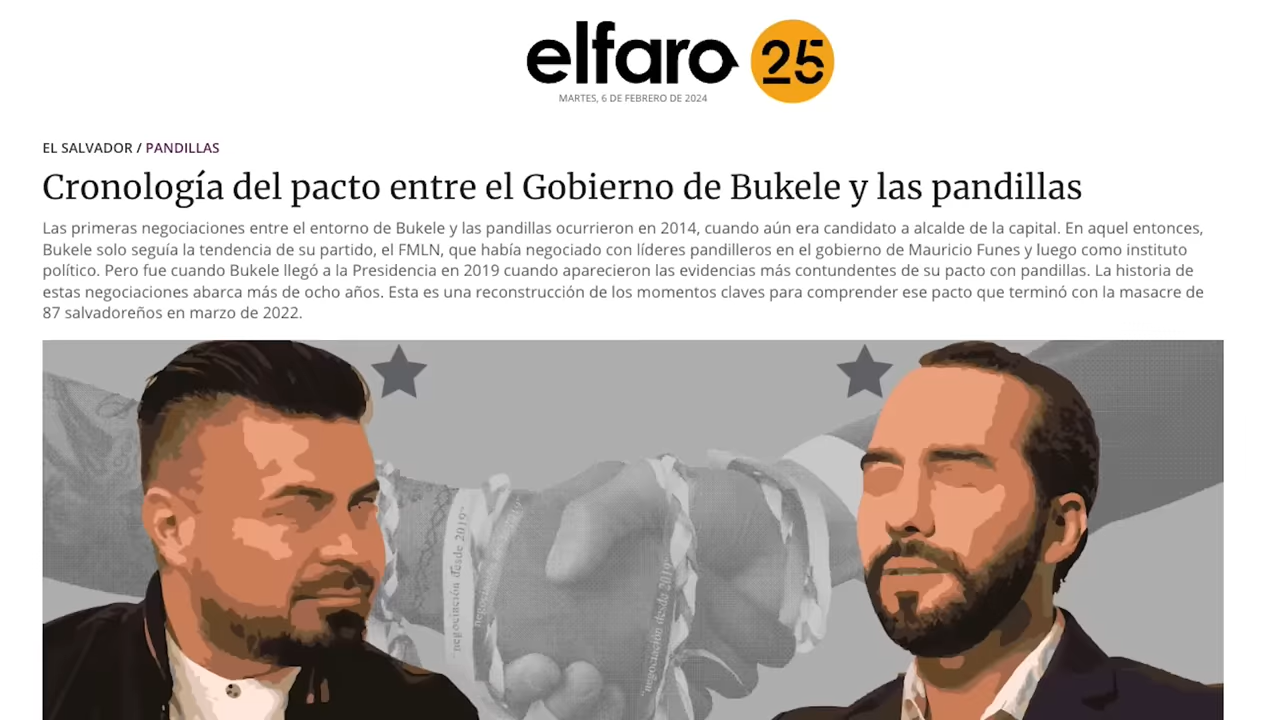 elfaro 25
MARTES, 6 DE FEBRERO DE 2024
EL SALVADOR / PANDILLAS
Cronología del pacto entre el Gobierno de Bukele y las pandillas
Las primeras negociaciones entre el entorno de Bukele y las pandillas ocurrieron en 2014, cuando aún era candidato a alcalde de la capital. En aquel entonces,
Bukele solo seguía la tendencia de su partido, el FMLN, que había negociado con líderes pandilleros en el gobierno de Mauricio Funes y luego como instituto
político. Pero fue cuando Bukele llegó a la Presidencia en 2019 cuando aparecieron las evidencias más contundentes de su pacto con pandillas. La historia de
estas negociaciones abarca más de ocho años. Esta es una reconstrucción de los momentos claves para comprender ese pacto que terminó con la masacre de
87 salvadoreños en marzo de 2022.
"negociación desde 2019"
"negociación desde 2019